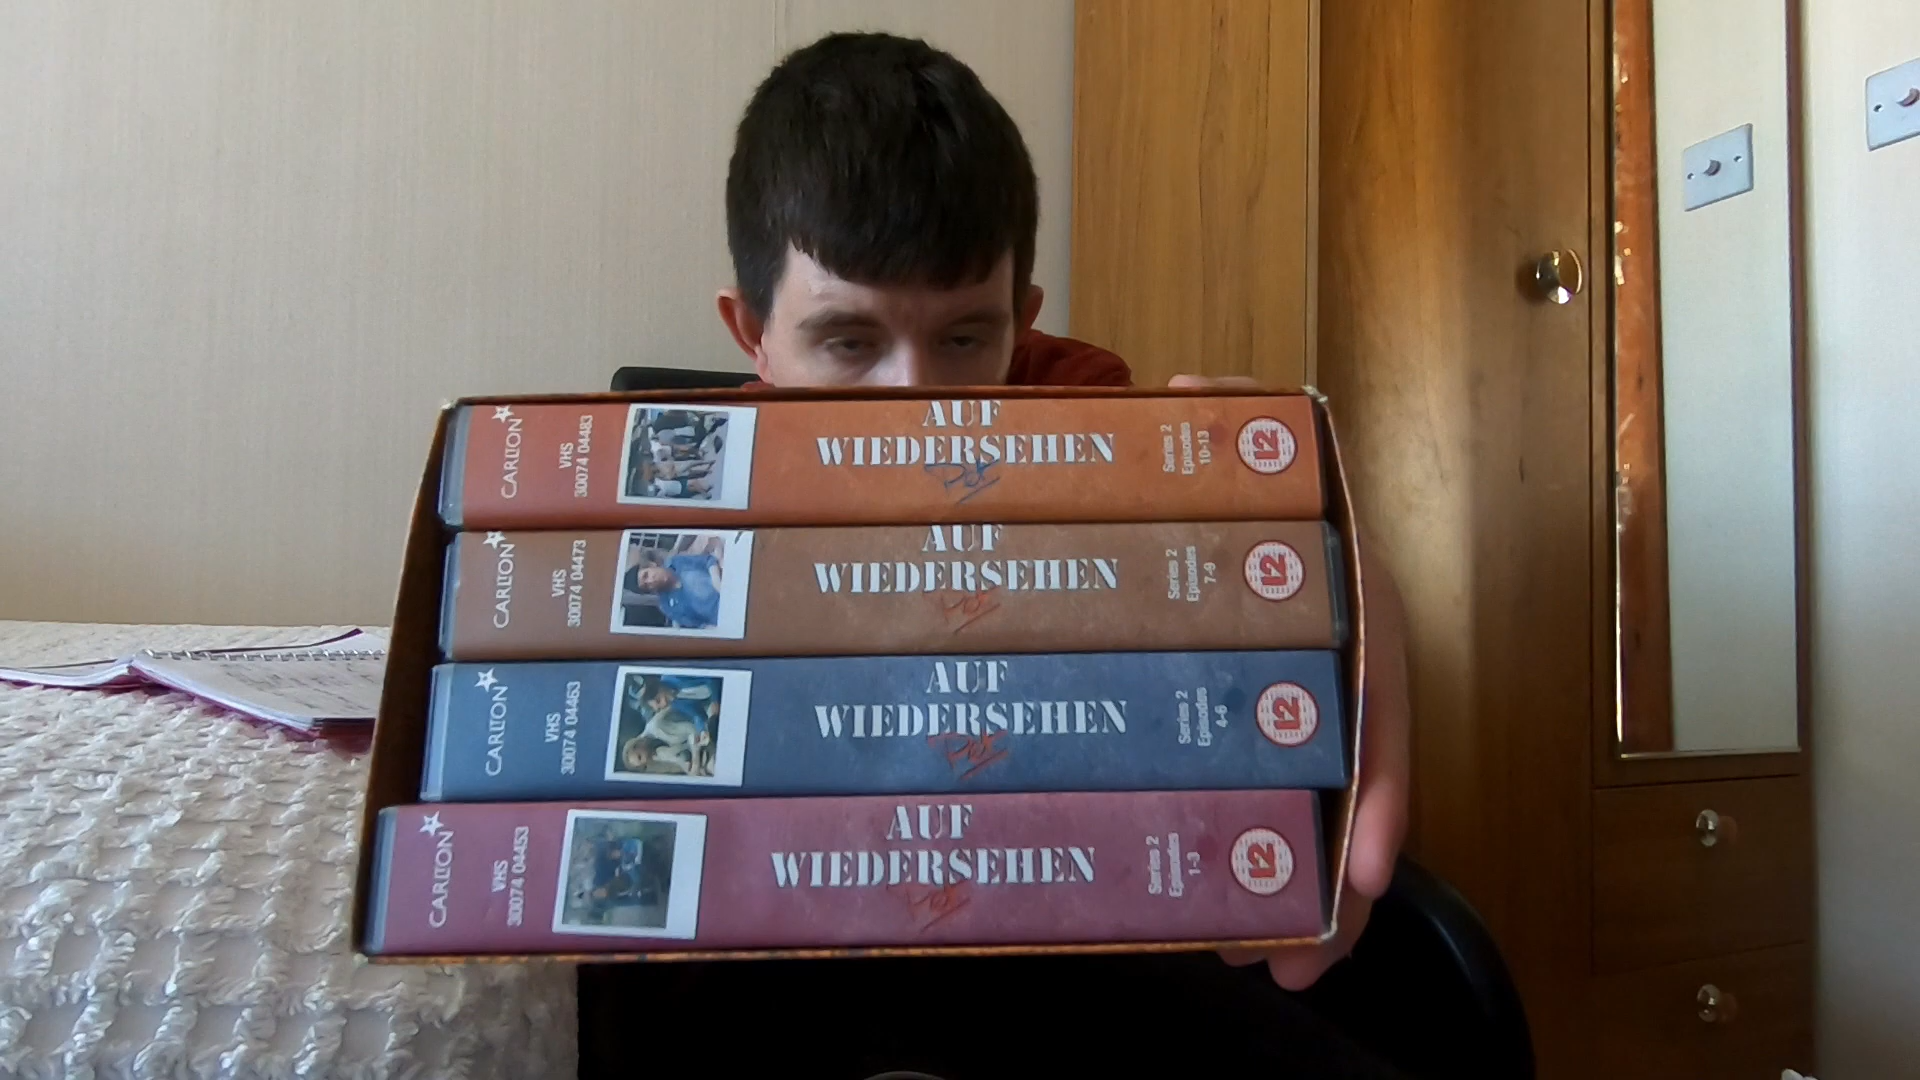 CARLTON
VHS
30074 04483
AUF
WIEDERSEHEN
Pet
Series 2
Episodes
10-13
12
CARLTON
VHS
30074 04473
AUF
WIEDERSEHEN
Pet
Series 2
Episodes
7-9
12
CARLTON
VHS
30074 04463
AUF
WIEDERSEHEN
Pet
Series 2
Episodes
4-6
12
CARLTON
VHS
30074 04453
AUF
WIEDERSEHEN
Pet
Series 2
Episodes
1-3
12